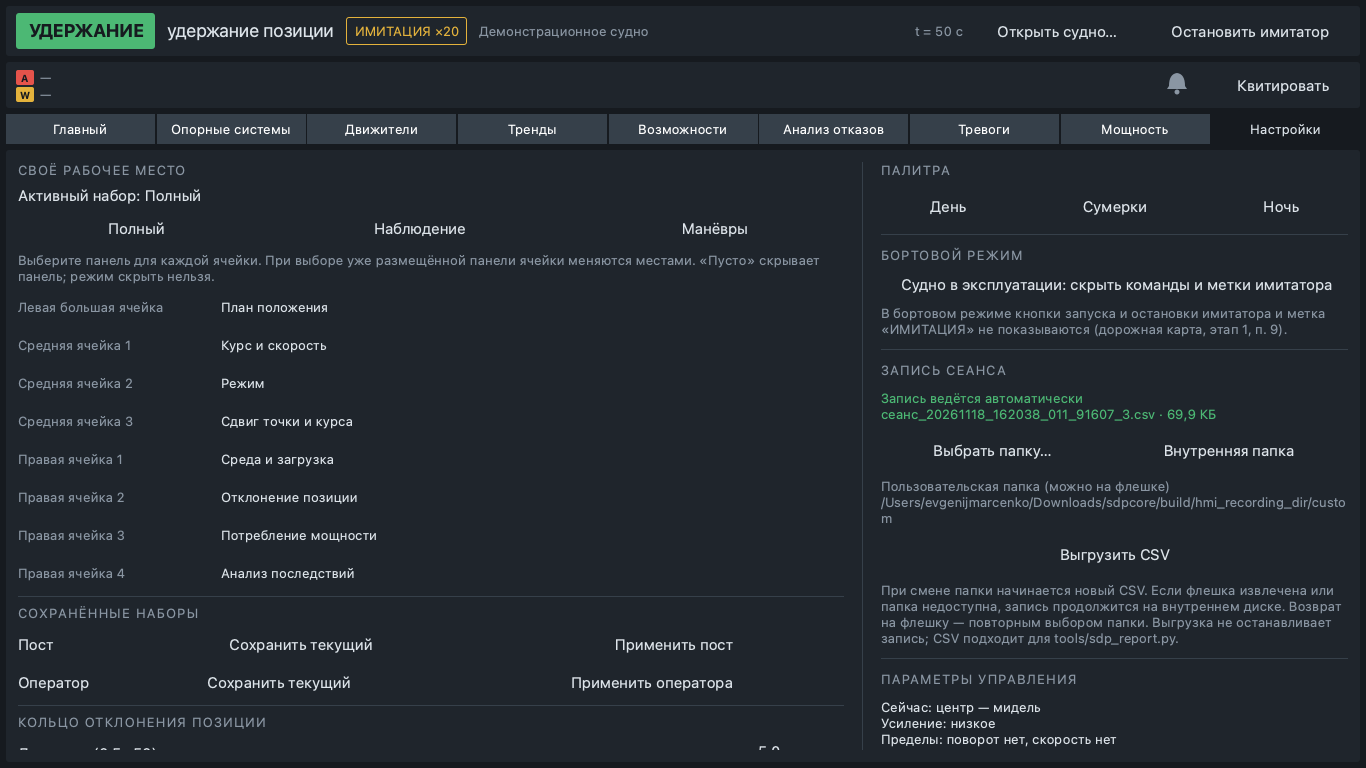 УДЕРЖАНИЕ удержание позиции ИМИТАЦИЯ ×20 Демонстрационное судно t = 50 с Открыть судно… Остановить имитатор
A —
W —
Квитировать
Главный Опорные системы Движители Тренды Возможности Анализ отказов Тревоги Мощность Настройки
СВОЁ РАБОЧЕЕ МЕСТО
Активный набор: Полный
Полный Наблюдение Манёвры
Выберите панель для каждой ячейки. При выборе уже размещённой панели ячейки меняются местами. «Пусто» скрывает
панель; режим скрыть нельзя.
Левая большая ячейка План положения
Средняя ячейка 1 Курс и скорость
Средняя ячейка 2 Режим
Средняя ячейка 3 Сдвиг точки и курса
Правая ячейка 1 Среда и загрузка
Правая ячейка 2 Отклонение позиции
Правая ячейка 3 Потребление мощности
Правая ячейка 4 Анализ последствий
СОХРАНЁННЫЕ НАБОРЫ
Пост Сохранить текущий Применить пост
Оператор Сохранить текущий Применить оператора
КОЛЬЦО ОТКЛОНЕНИЯ ПОЗИЦИИ
ПАЛИТРА
День Сумерки Ночь
БОРТОВОЙ РЕЖИМ
Судно в эксплуатации: скрыть команды и метки имитатора
В бортовом режиме кнопки запуска и остановки имитатора и метка
«ИМИТАЦИЯ» не показываются (дорожная карта, этап 1, п. 9).
ЗАПИСЬ СЕАНСА
Запись ведётся автоматически
сеанс_20261118_162038_011_91607_3.csv · 69,9 КБ
Выбрать папку… Внутренняя папка
Пользовательская папка (можно на флешке)
/Users/evgenijmarcenko/Downloads/sdpcore/build/hmi_recording_dir/custo
m
Выгрузить CSV
При смене папки начинается новый CSV. Если флешка извлечена или
папка недоступна, запись продолжится на внутреннем диске. Возврат
на флешку — повторным выбором папки. Выгрузка не останавливает
запись; CSV подходит для tools/sdp_report.py.
ПАРАМЕТРЫ УПРАВЛЕНИЯ
Сейчас: центр — мидель
Усиление: низкое
Пределы: поворот нет, скорость нет